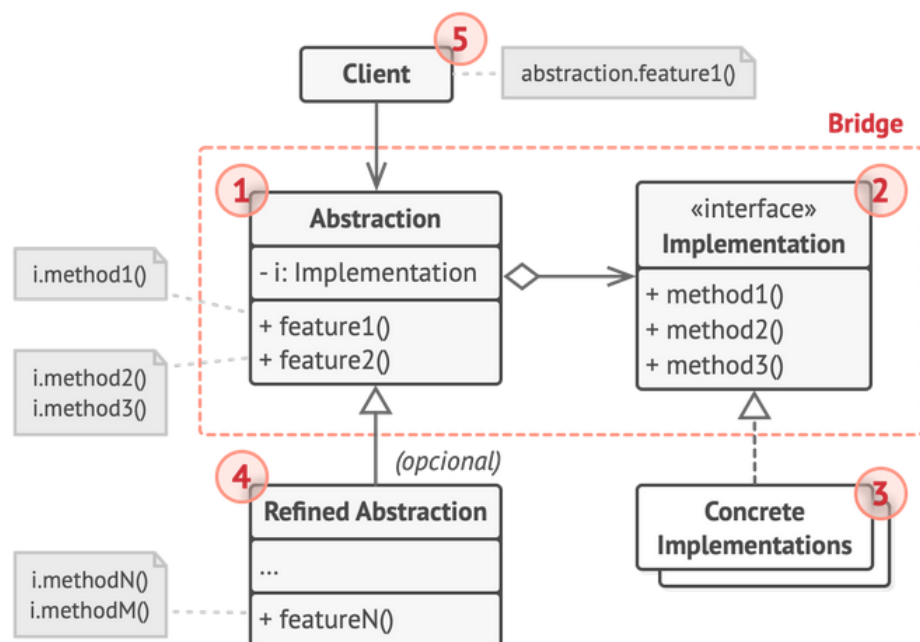 5
Client
abstraction.feature1()
Bridge
1
Abstraction
- i: Implementation
+ feature1()
+ feature2()
2
«interface»
Implementation
+ method1()
+ method2()
+ method3()
i.method1()
i.method2()
i.method3()
(opcional)
4
Refined Abstraction
...
+ featureN()
3
Concrete
Implementations
i.methodN()
i.methodM()